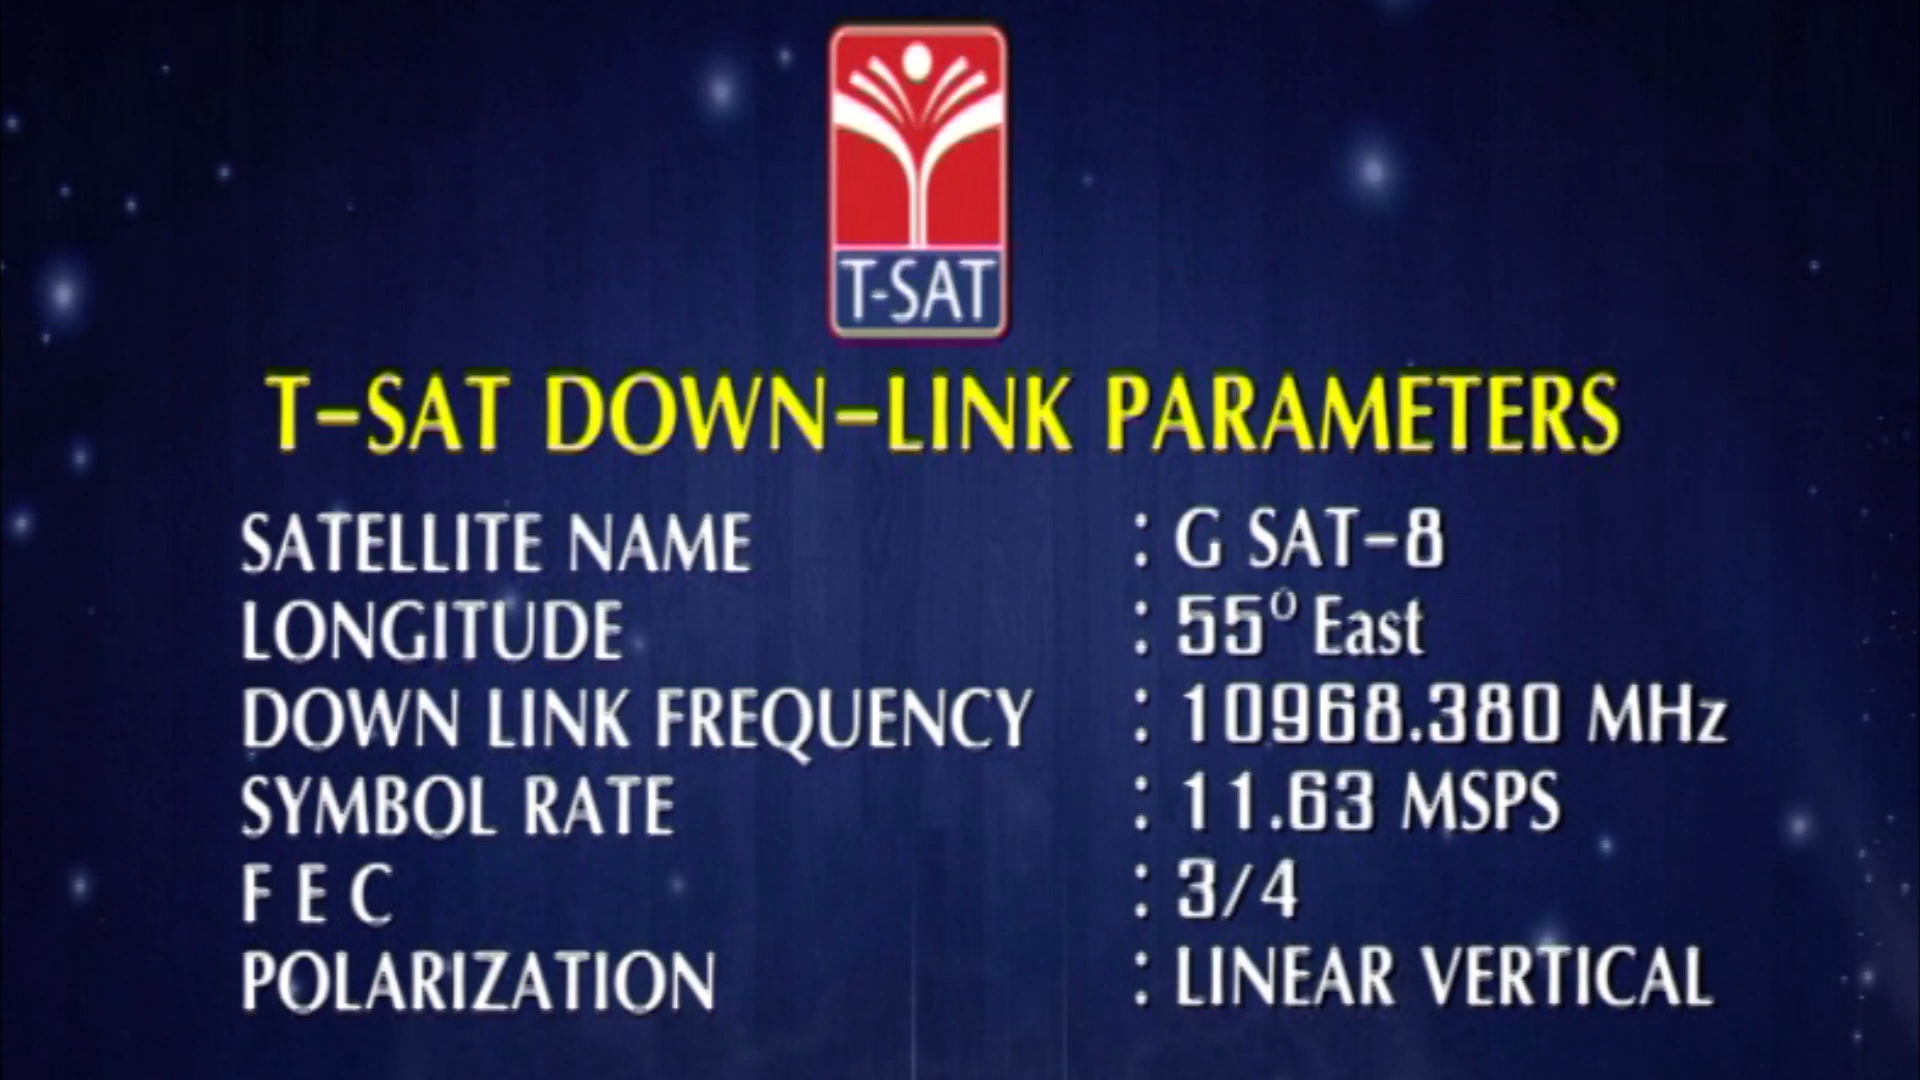 T-SAT
T-SAT DOWN-LINK PARAMETERS
SATELLITE NAME : G SAT-8
LONGITUDE : 55° East
DOWN LINK FREQUENCY : 10968.380 MHz
SYMBOL RATE : 11.63 MSPS
F E C : 3/4
POLARIZATION : LINEAR VERTICAL